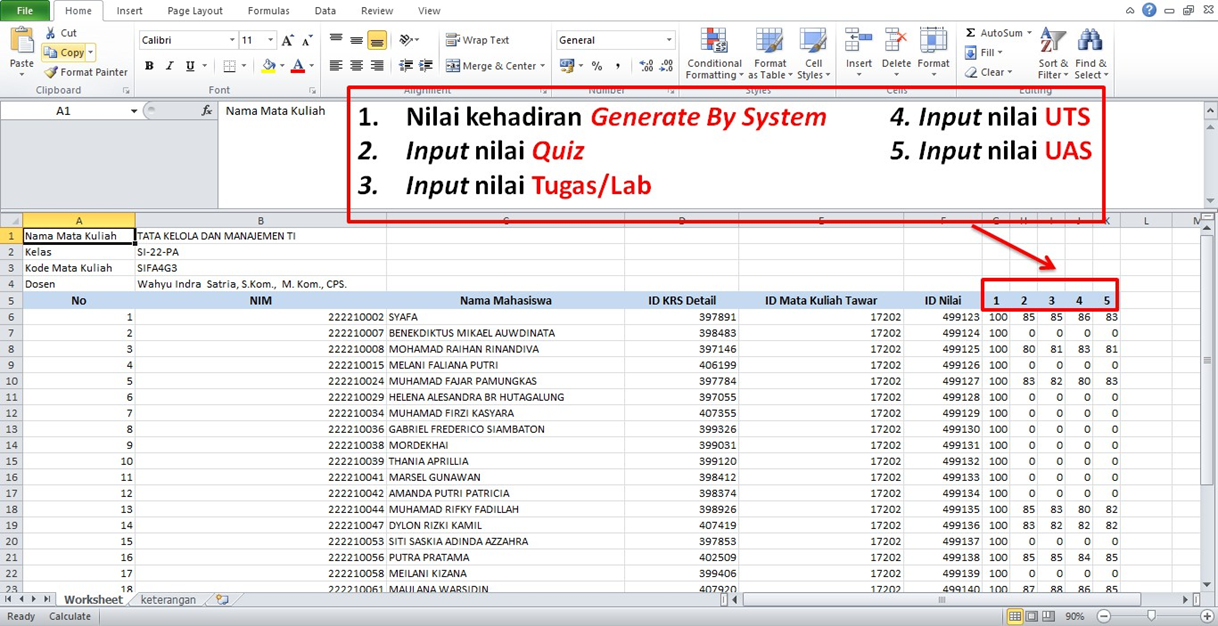 File Home Insert Page Layout Formulas Data Review View
Cut
Copy
Format Painter
Paste
Clipboard
Calibri 11
B I U
Font
Wrap Text
Merge & Center
Alignment
General
Number
Conditional Formatting
Format as Table
Cell Styles
Styles
Insert Delete Format
Cells
AutoSum
Fill
Clear
Sort & Filter
Find & Select
Editing
A1 fx Nama Mata Kuliah
1. Nilai kehadiran Generate By System
2. Input nilai Quiz
3. Input nilai Tugas/Lab
4. Input nilai UTS
5. Input nilai UAS
A B C D E F G H I J K L M
1 Nama Mata Kuliah TATA KELOLA DAN MANAJEMEN TI
2 Kelas SI-22-PA
3 Kode Mata Kuliah SIFA4G3
4 Dosen Wahyu Indra Satria, S.Kom., M. Kom., CPS.
5 No NIM Nama Mahasiswa ID KRS Detail ID Mata Kuliah Tawar ID Nilai 1 2 3 4 5
6 1 222210002 SYAFA 397891 17202 499123 100 85 85 86 83
7 2 222210007 BENEKDIKTUS MIKAEL AUWDINATA 398483 17202 499124 100 0 0 0 0
8 3 222210008 MOHAMAD RAIHAN RINANDIVA 397146 17202 499125 100 80 81 83 81
9 4 222210015 MELANI FALIANA PUTRI 406199 17202 499126 100 0 0 0 0
10 5 222210024 MUHAMAD FAJAR PAMUNGKAS 397784 17202 499127 100 83 82 80 83
11 6 222210029 HELENA ALESANDRA BR HUTAGALUNG 397055 17202 499128 100 0 0 0 0
12 7 222210034 MUHAMAD FIRZI KASYARA 407355 17202 499129 100 0 0 0 0
13 8 222210036 GABRIEL FREDERICO SIAMBATON 399326 17202 499130 100 0 0 0 0
14 9 222210038 MORDEKHAI 399031 17202 499131 100 0 0 0 0
15 10 222210039 THANIA APRILLIA 399120 17202 499132 100 0 0 0 0
16 11 222210041 MARSEL GUNAWAN 398412 17202 499133 100 0 0 0 0
17 12 222210042 AMANDA PUTRI PATRICIA 398374 17202 499134 100 0 0 0 0
18 13 222210044 MUHAMAD RIFKY FADILLAH 398926 17202 499135 100 85 83 80 82
19 14 222210047 DYLON RIZKI KAMIL 407419 17202 499136 100 83 82 82 82
20 15 222210053 SITI SASKIA ADINDA AZZAHRA 397853 17202 499137 100 0 0 0 0
21 16 222210056 PUTRA PRATAMA 402509 17202 499138 100 85 85 84 85
22 17 222210058 MEILANI KIZANA 399406 17202 499139 100 0 0 0 0
23 18 222210061 MAULANA WARSIDIN 407920 17202 499140 100 87 88 86 85
Worksheet keterangan
Ready Calculate 90%